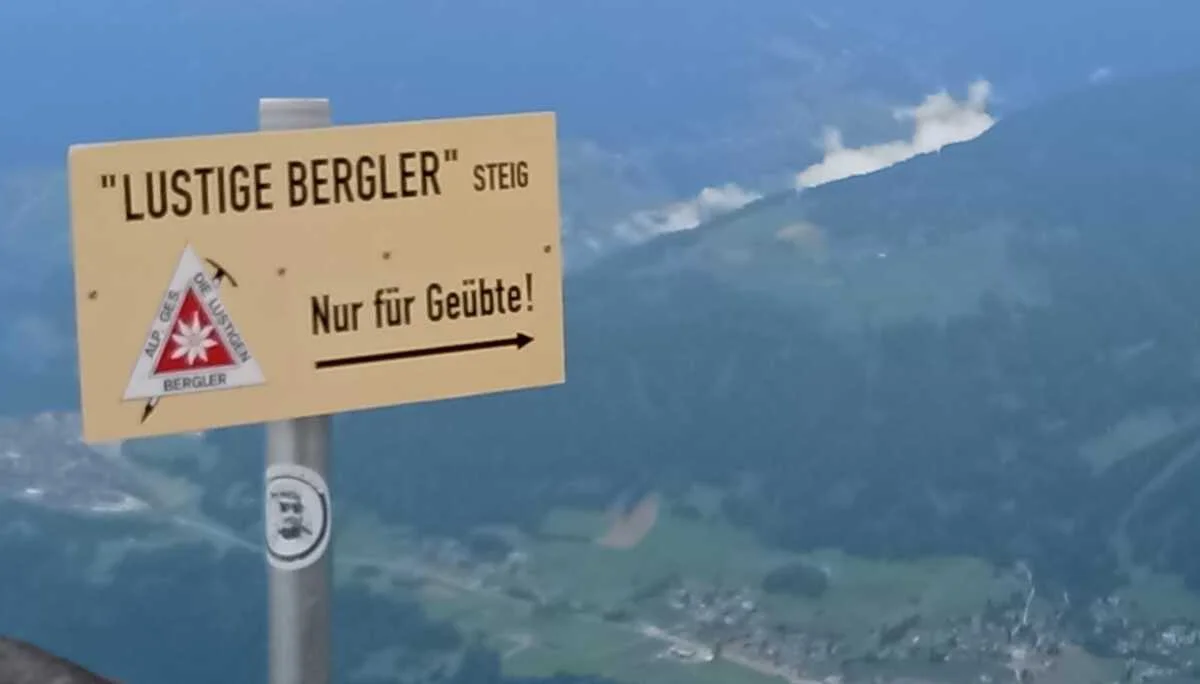 "LUSTIGE BERGLER" STEIG
Nur für Geübte!
ALP. GES. DIE LUSTIGEN
BERGLER